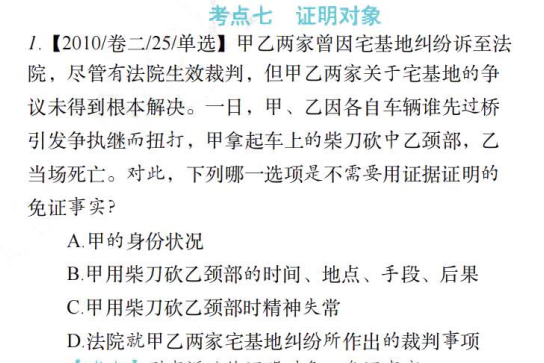 考点七 证明对象
1.【2010/卷二/25/单选】甲乙两家曾因宅基地纠纷诉至法
院，尽管有法院生效裁判，但甲乙两家关于宅基地的争
议未得到根本解决。一日，甲、乙因各自车辆谁先过桥
引发争执继而扭打，甲拿起车上的柴刀砍中乙颈部，乙
当场死亡。对此，下列哪一选项是不需要用证据证明的
免证事实？
A.甲的身份状况
B.甲用柴刀砍乙颈部的时间、地点、手段、后果
C.甲用柴刀砍乙颈部时精神失常
D.法院就甲乙两家宅基地纠纷所作出的裁判事项